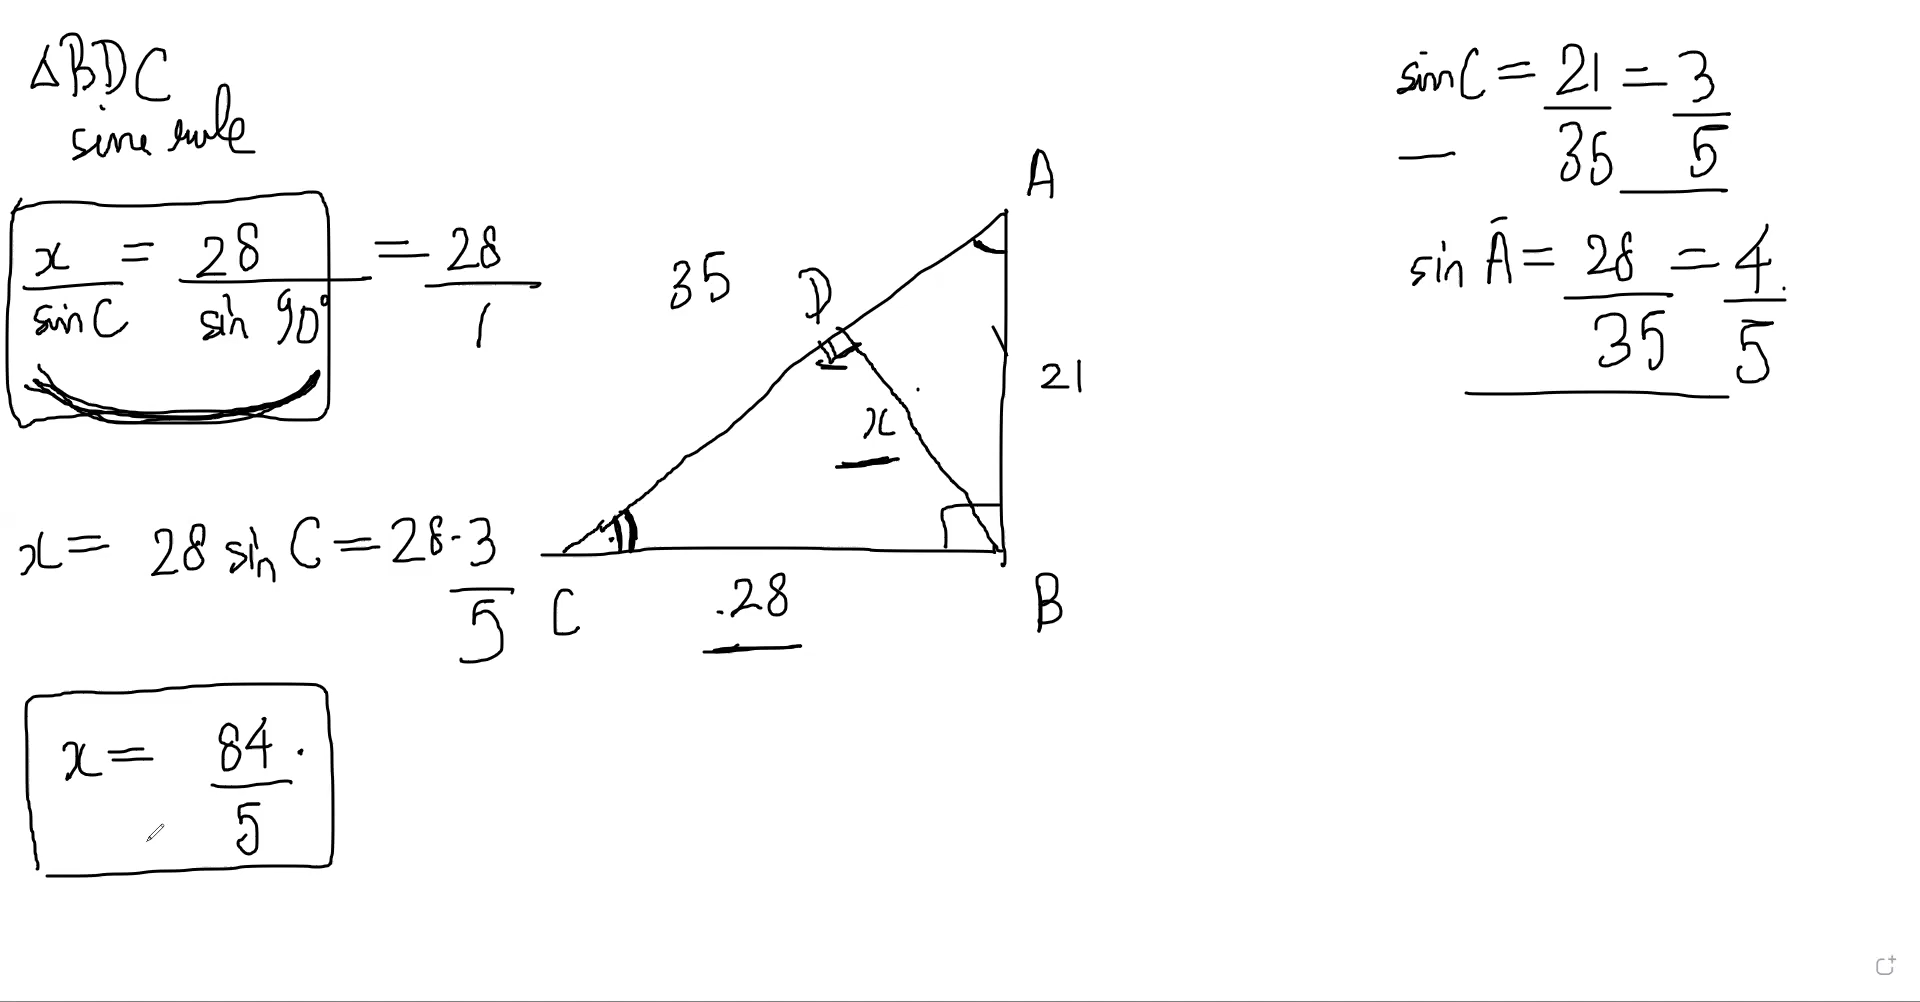 △BDC
sine rule
x/sin C = 28/sin 90° = 28/1
x = 28 sin C = 28 · 3/5
x = 84/5 .
A
35
D
21
x
C
.28
B
sin C = 21/35 = 3/5
sin A = 28/35 = 4/5 .